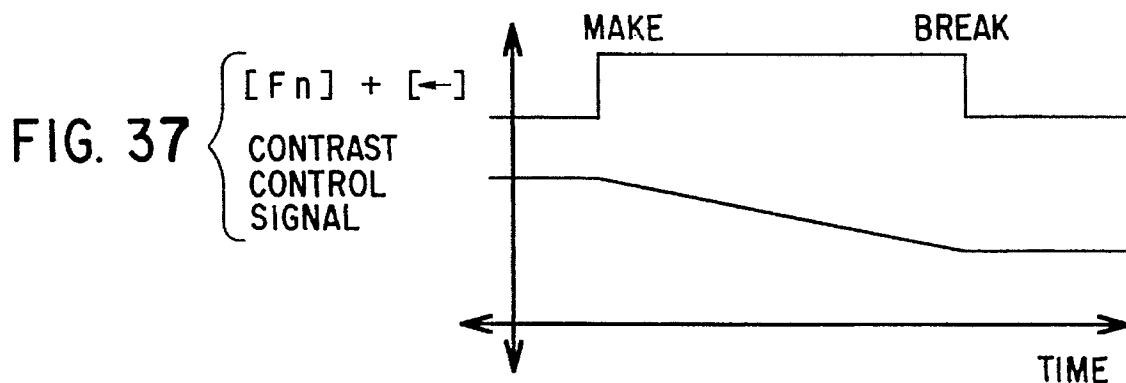 MAKE BREAK
[Fn] + [←]
FIG. 37
CONTRAST
CONTROL
SIGNAL
TIME